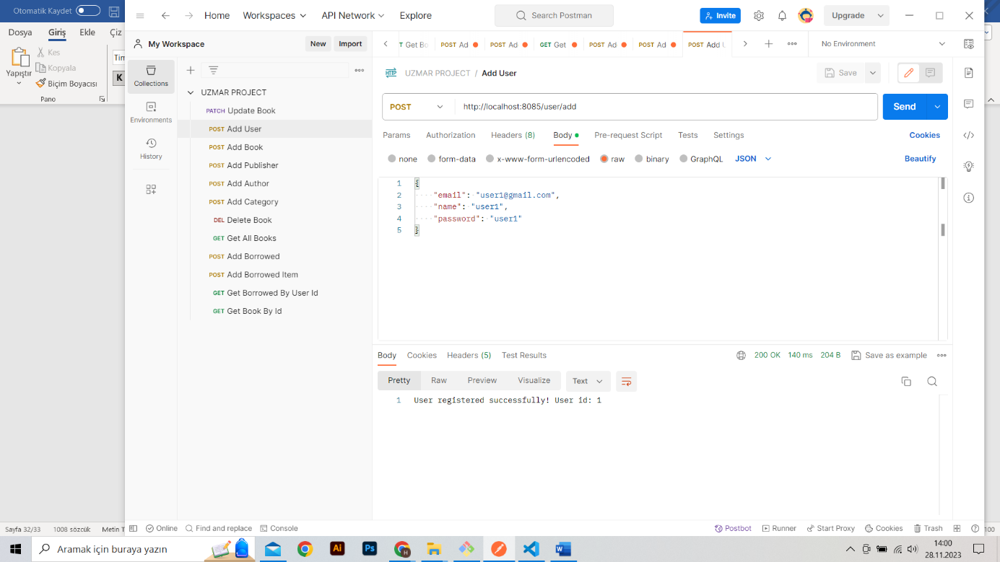 Otomatik Kaydet
Dosya Giriş Ekle Çiz
Yapıştır
Kes
Kopyala
Biçim Boyacısı
Pano
Tim
K
Home Workspaces API Network Explore
Search Postman
Invite
Upgrade
My Workspace
New Import
T Get Bo POST Ad POST Ad GET Get POST Ad POST Ad POST Add U
No Environment
Collections
Environments
History
UZMAR PROJECT
PATCH Update Book
POST Add User
POST Add Book
POST Add Publisher
POST Add Author
POST Add Category
DEL Delete Book
GET Get All Books
POST Add Borrowed
POST Add Borrowed Item
GET Get Borrowed By User Id
GET Get Book By Id
HTTP UZMAR PROJECT / Add User
Save
POST http://localhost:8085/user/add
Send
Params Authorization Headers (8) Body Pre-request Script Tests Settings
Cookies
none form-data x-www-form-urlencoded raw binary GraphQL JSON
Beautify
1 {
2 "email": "user1@gmail.com",
3 "name": "user1",
4 "password": "user1"
5 }
Body Cookies Headers (5) Test Results
200 OK 140 ms 204 B Save as example
Pretty Raw Preview Visualize Text
1 User registered successfully! User id: 1
Online Find and replace Console
Postbot Runner Start Proxy Cookies Trash
Sayfa 32/33 1008 sözcük Metin T
100
Aramak için buraya yazın
Ai
Ps
H
W
14:00
28.11.2023